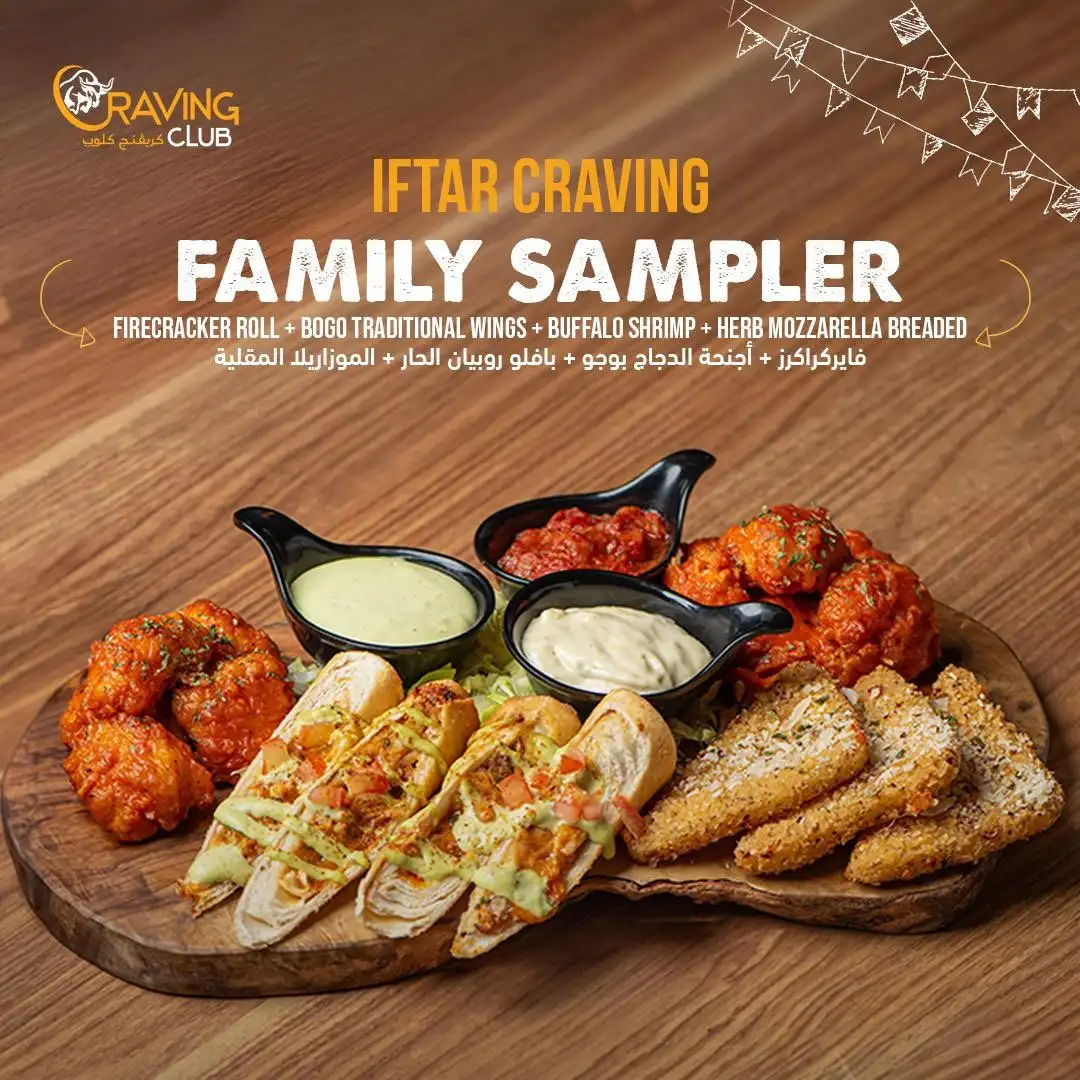 CRAVING
كريڤنج كلوب CLUB
IFTAR CRAVING
FAMILY SAMPLER
FIRECRACKER ROLL + BOGO TRADITIONAL WINGS + BUFFALO SHRIMP + HERB MOZZARELLA BREADED
فايركراكرز + أجنحة الدجاج بوجو + بافلو روبيان الحار + الموزاريلا المقلية